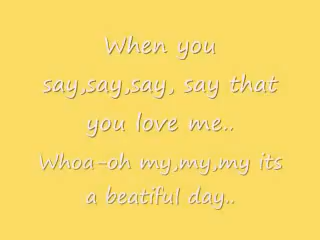 When you
say,say,say, say that
you love me..
Whoa-oh my,my,my its
a beatiful day..